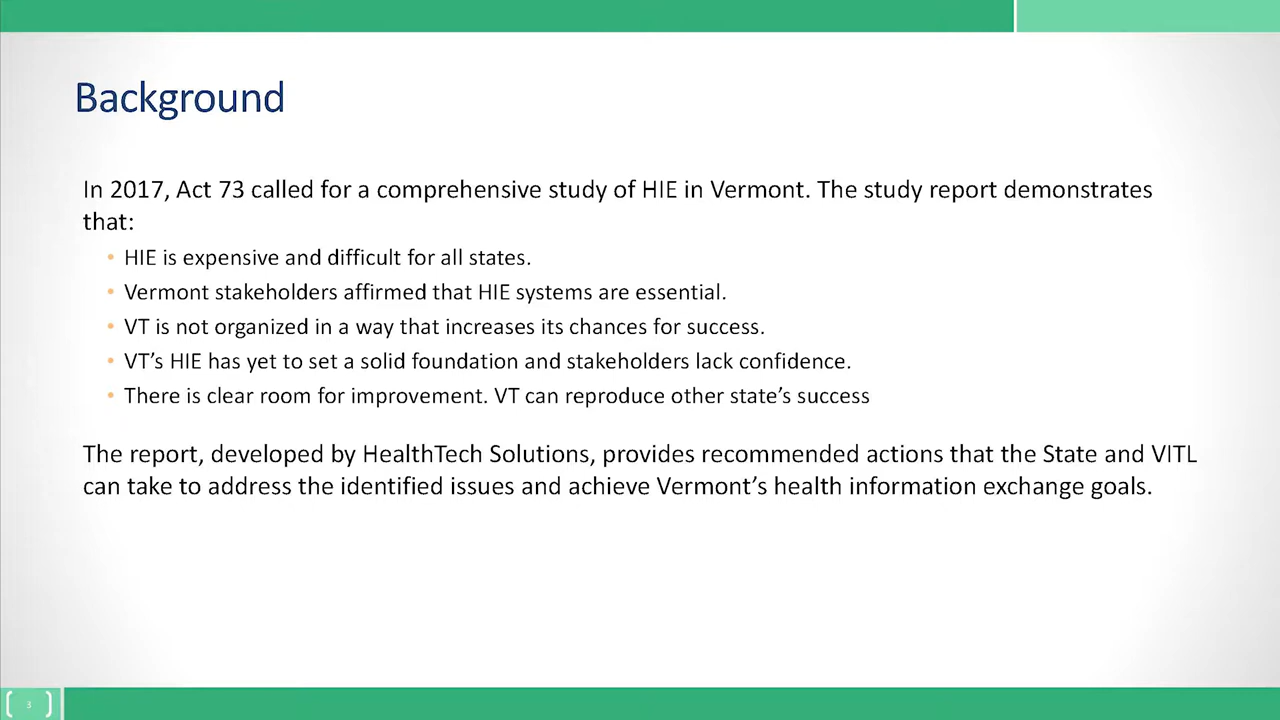 Background
In 2017, Act 73 called for a comprehensive study of HIE in Vermont. The study report demonstrates
that:
• HIE is expensive and difficult for all states.
• Vermont stakeholders affirmed that HIE systems are essential.
• VT is not organized in a way that increases its chances for success.
• VT’s HIE has yet to set a solid foundation and stakeholders lack confidence.
• There is clear room for improvement. VT can reproduce other state’s success
The report, developed by HealthTech Solutions, provides recommended actions that the State and VITL
can take to address the identified issues and achieve Vermont’s health information exchange goals.
3